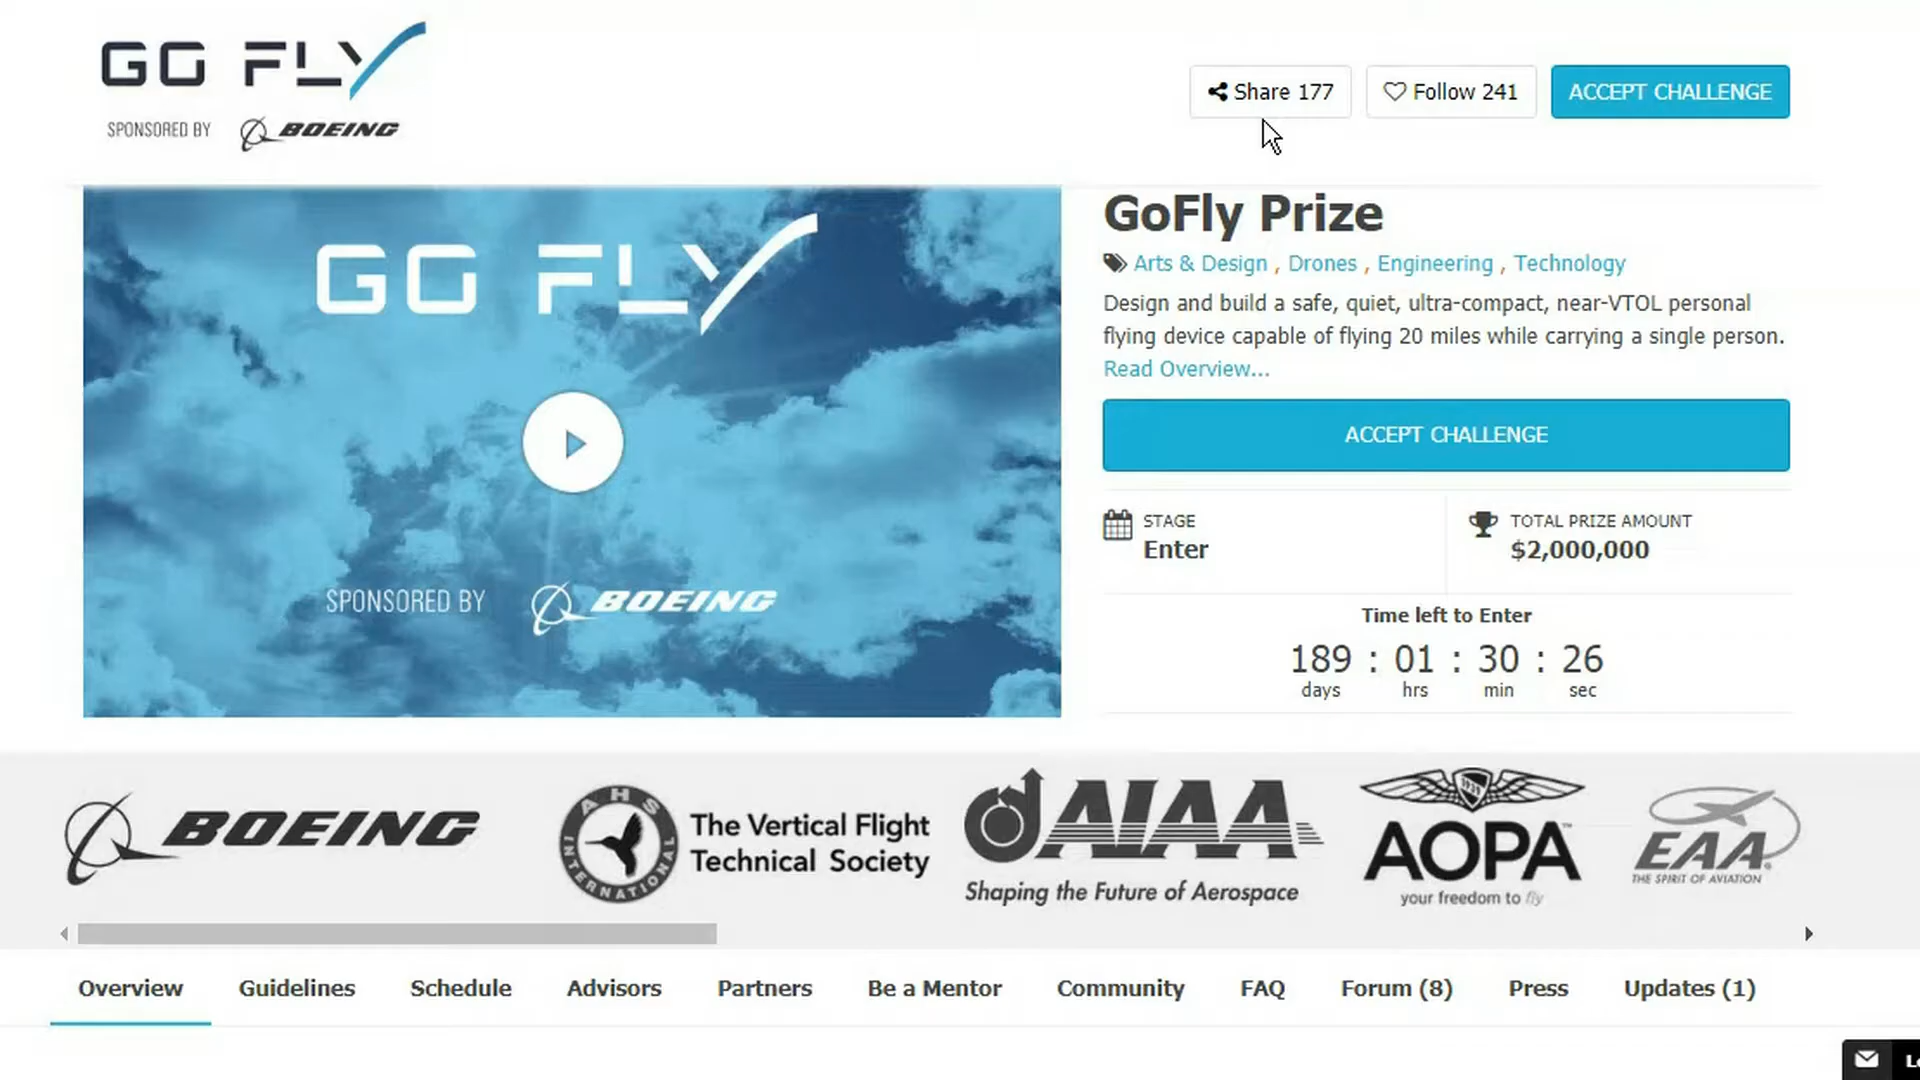 GO FLY
SPONSORED BY BOEING
Share 177
Follow 241
ACCEPT CHALLENGE
GO FLY
SPONSORED BY BOEING
GoFly Prize
Arts & Design , Drones , Engineering , Technology
Design and build a safe, quiet, ultra-compact, near-VTOL personal
flying device capable of flying 20 miles while carrying a single person.
Read Overview...
ACCEPT CHALLENGE
STAGE
Enter
TOTAL PRIZE AMOUNT
$2,000,000
Time left to Enter
189 : 01 : 30 : 26
days hrs min sec
BOEING
AHS INTERNATIONAL
The Vertical Flight
Technical Society
AIAA
Shaping the Future of Aerospace
1939
AOPA™
your freedom to fly
EAA®
THE SPIRIT OF AVIATION
Overview Guidelines Schedule Advisors Partners Be a Mentor Community FAQ Forum (8) Press Updates (1)